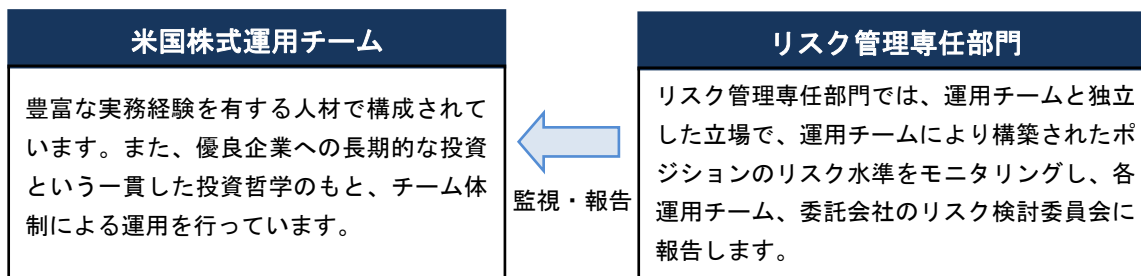 米国株式運用チーム
豊富な実務経験を有する人材で構成されて
います。また、優良企業への長期的な投資
という一貫した投資哲学のもと、チーム体
制による運用を行っています。
監視・報告
リスク管理専任部門
リスク管理専任部門では、運用チームと独立
した立場で、運用チームにより構築されたポ
ジションのリスク水準をモニタリングし、各
運用チーム、委託会社のリスク検討委員会に
報告します。